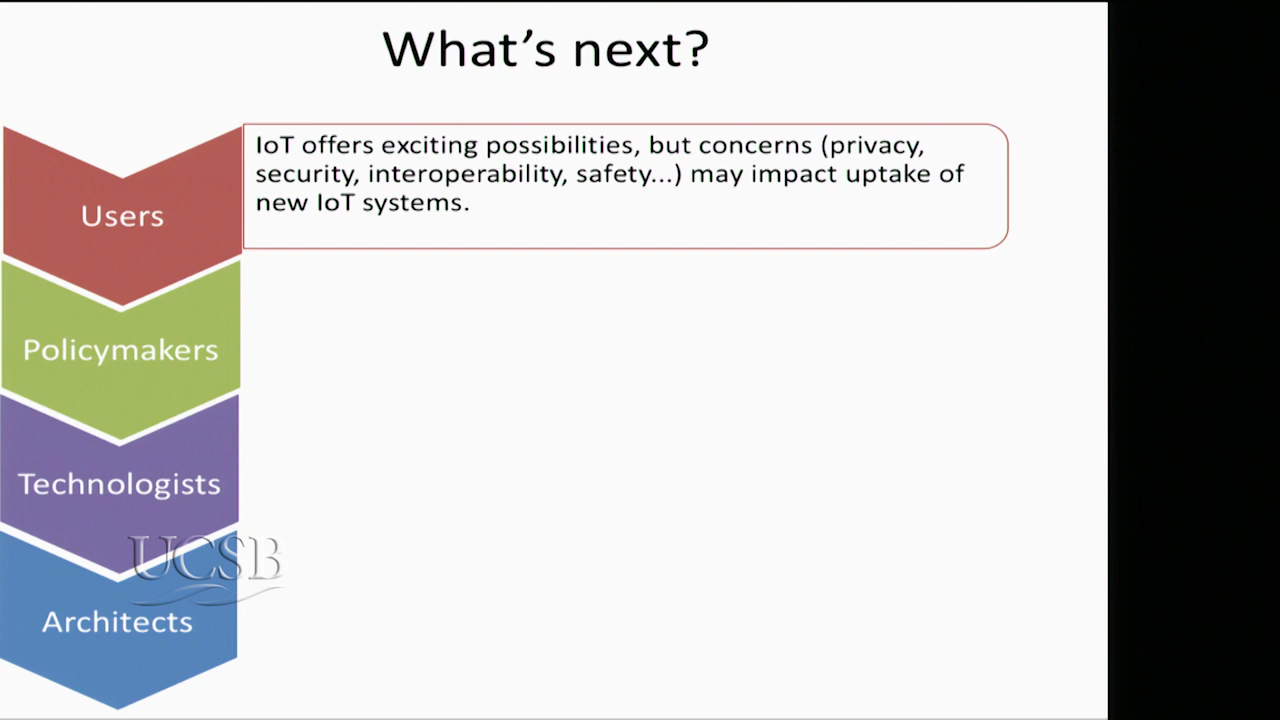 What's next?
Users
IoT offers exciting possibilities, but concerns (privacy,
security, interoperability, safety...) may impact uptake of
new IoT systems.
Policymakers
Technologists
UCSB
Architects